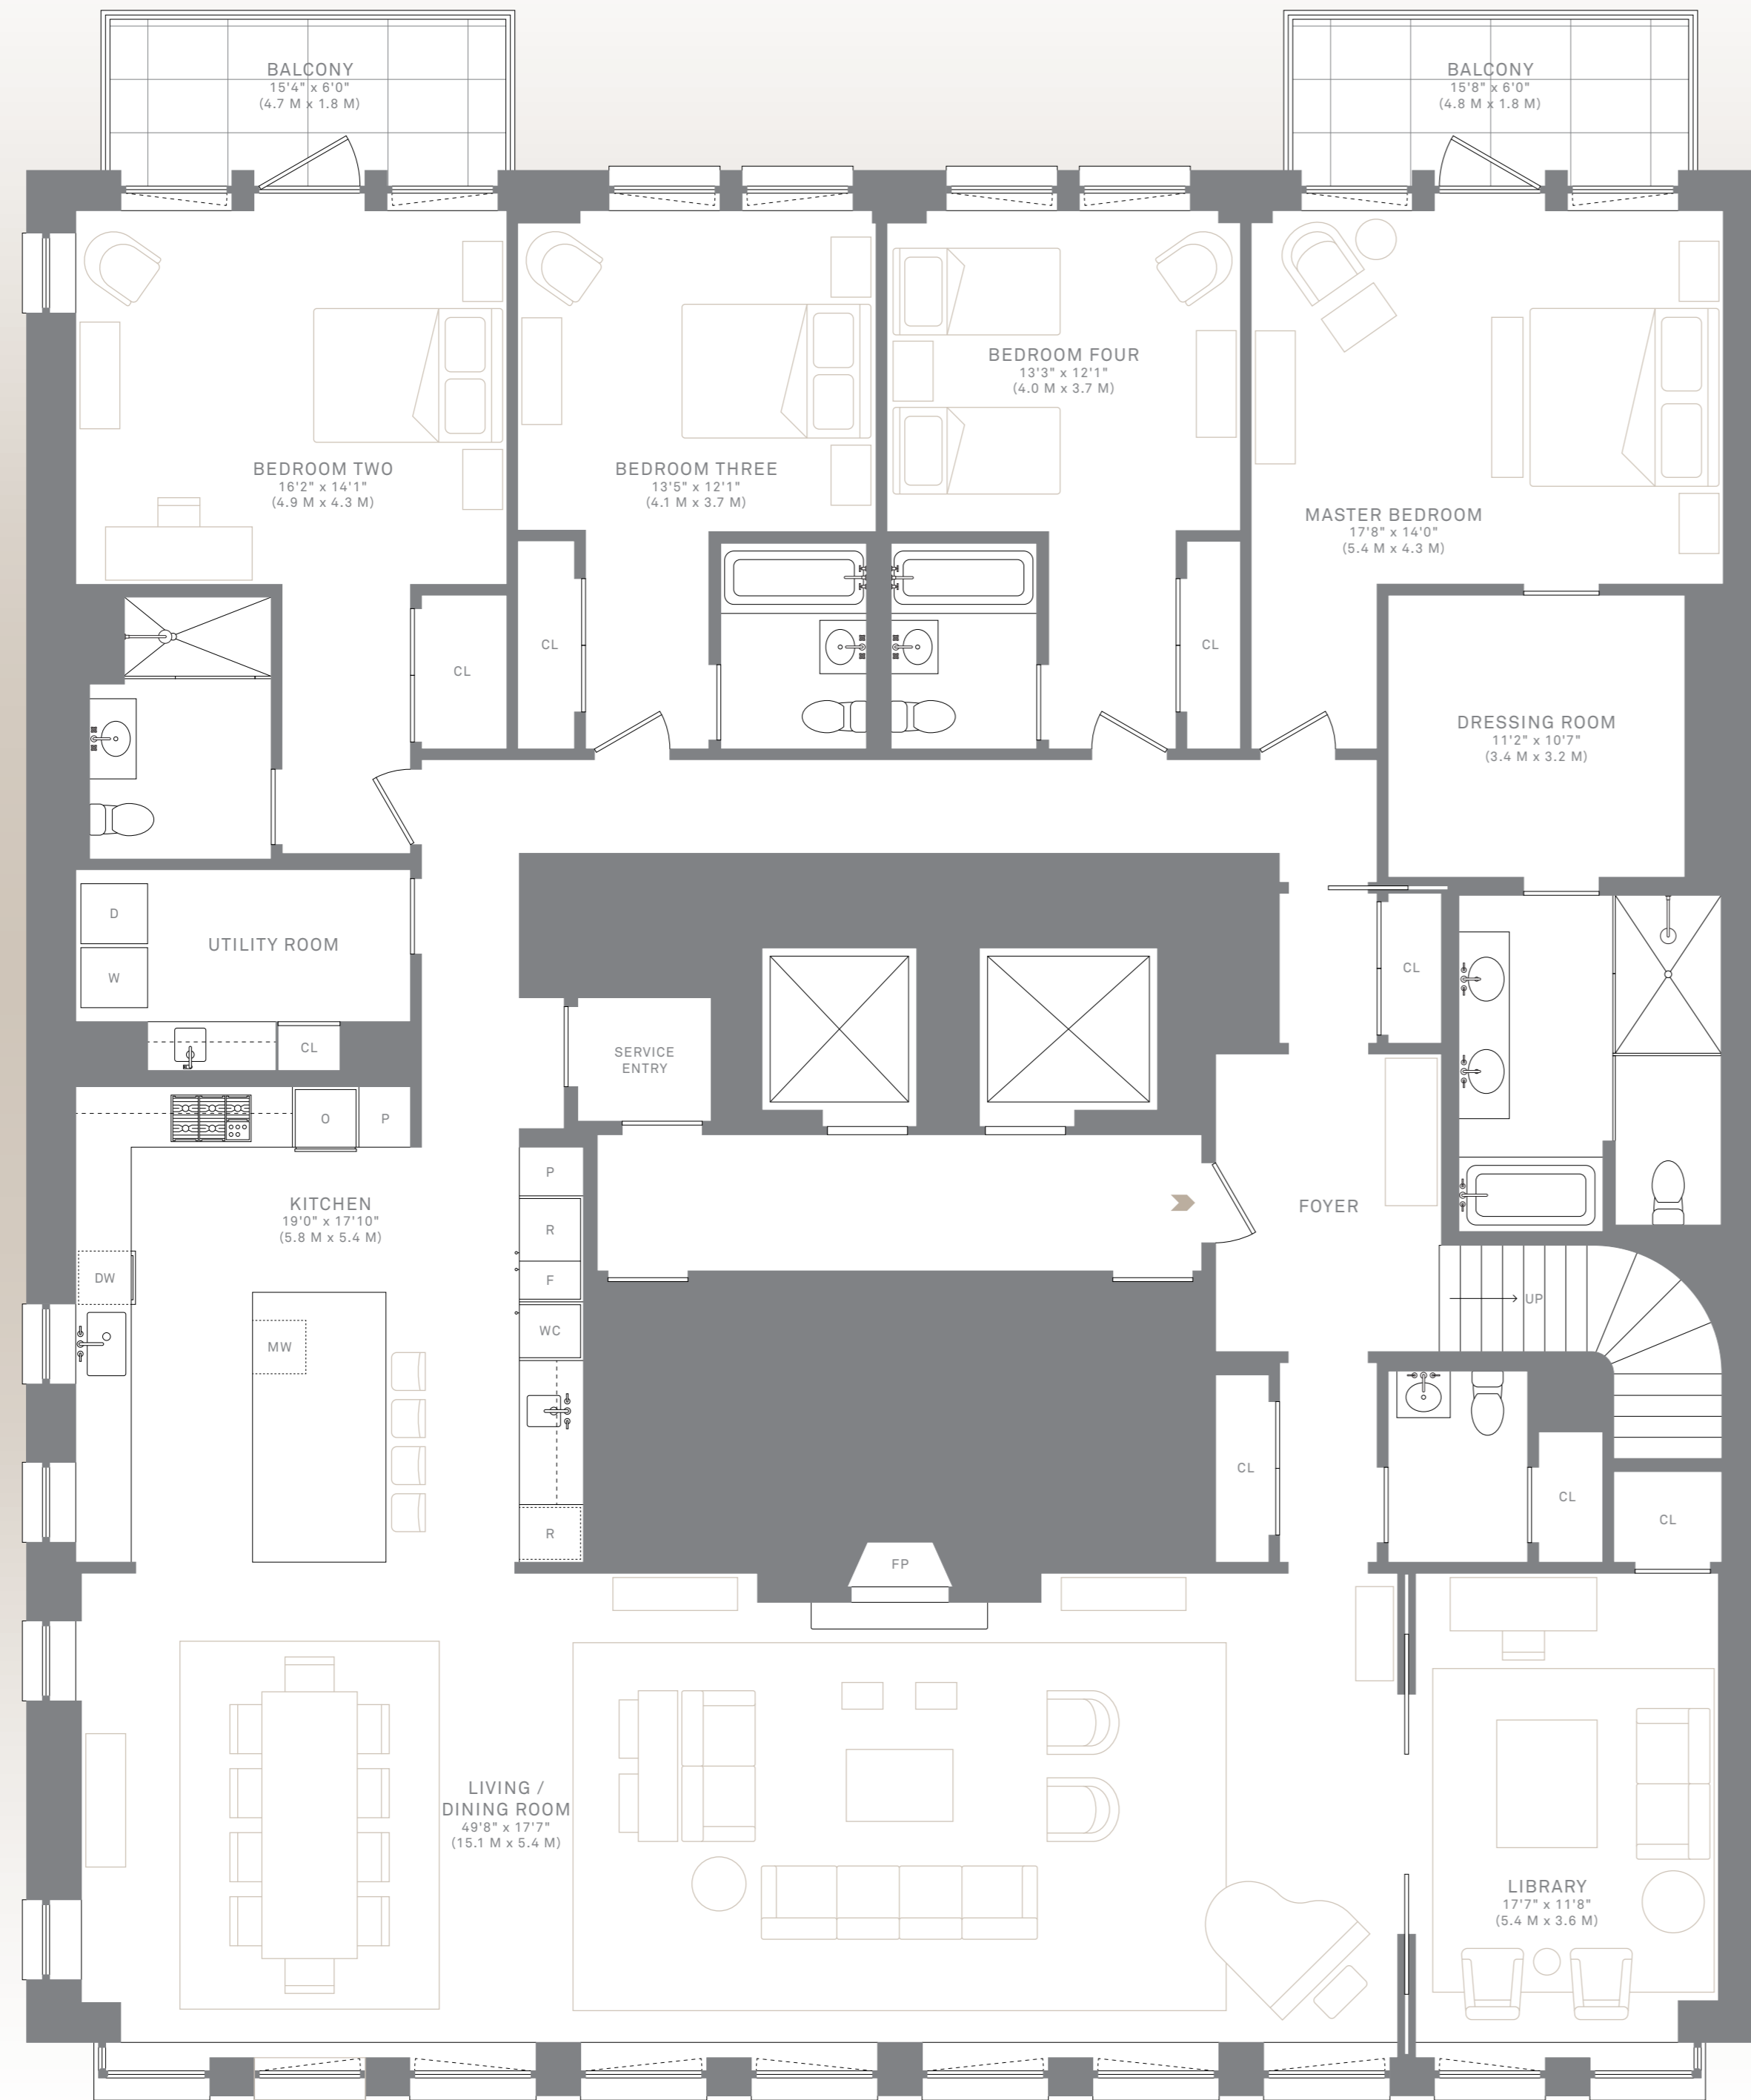 BALCONY
15'4" x 6'0"
(4.7 M x 1.8 M)
BALCONY
15'8" x 6'0"
(4.8 M x 1.8 M)
BEDROOM TWO
16'2" x 14'1"
(4.9 M x 4.3 M)
BEDROOM THREE
13'5" x 12'1"
(4.1 M x 3.7 M)
BEDROOM FOUR
13'3" x 12'1"
(4.0 M x 3.7 M)
MASTER BEDROOM
17'8" x 14'0"
(5.4 M x 4.3 M)
CL
CL
CL
DRESSING ROOM
11'2" x 10'7"
(3.4 M x 3.2 M)
D
W
UTILITY ROOM
CL
CL
SERVICE
ENTRY
O
P
KITCHEN
19'0" x 17'10"
(5.8 M x 5.4 M)
P
R
F
WC
R
DW
MW
FOYER
UP
CL
CL
CL
FP
LIVING /
DINING ROOM
49'8" x 17'7"
(15.1 M x 5.4 M)
LIBRARY
17'7" x 11'8"
(5.4 M x 3.6 M)